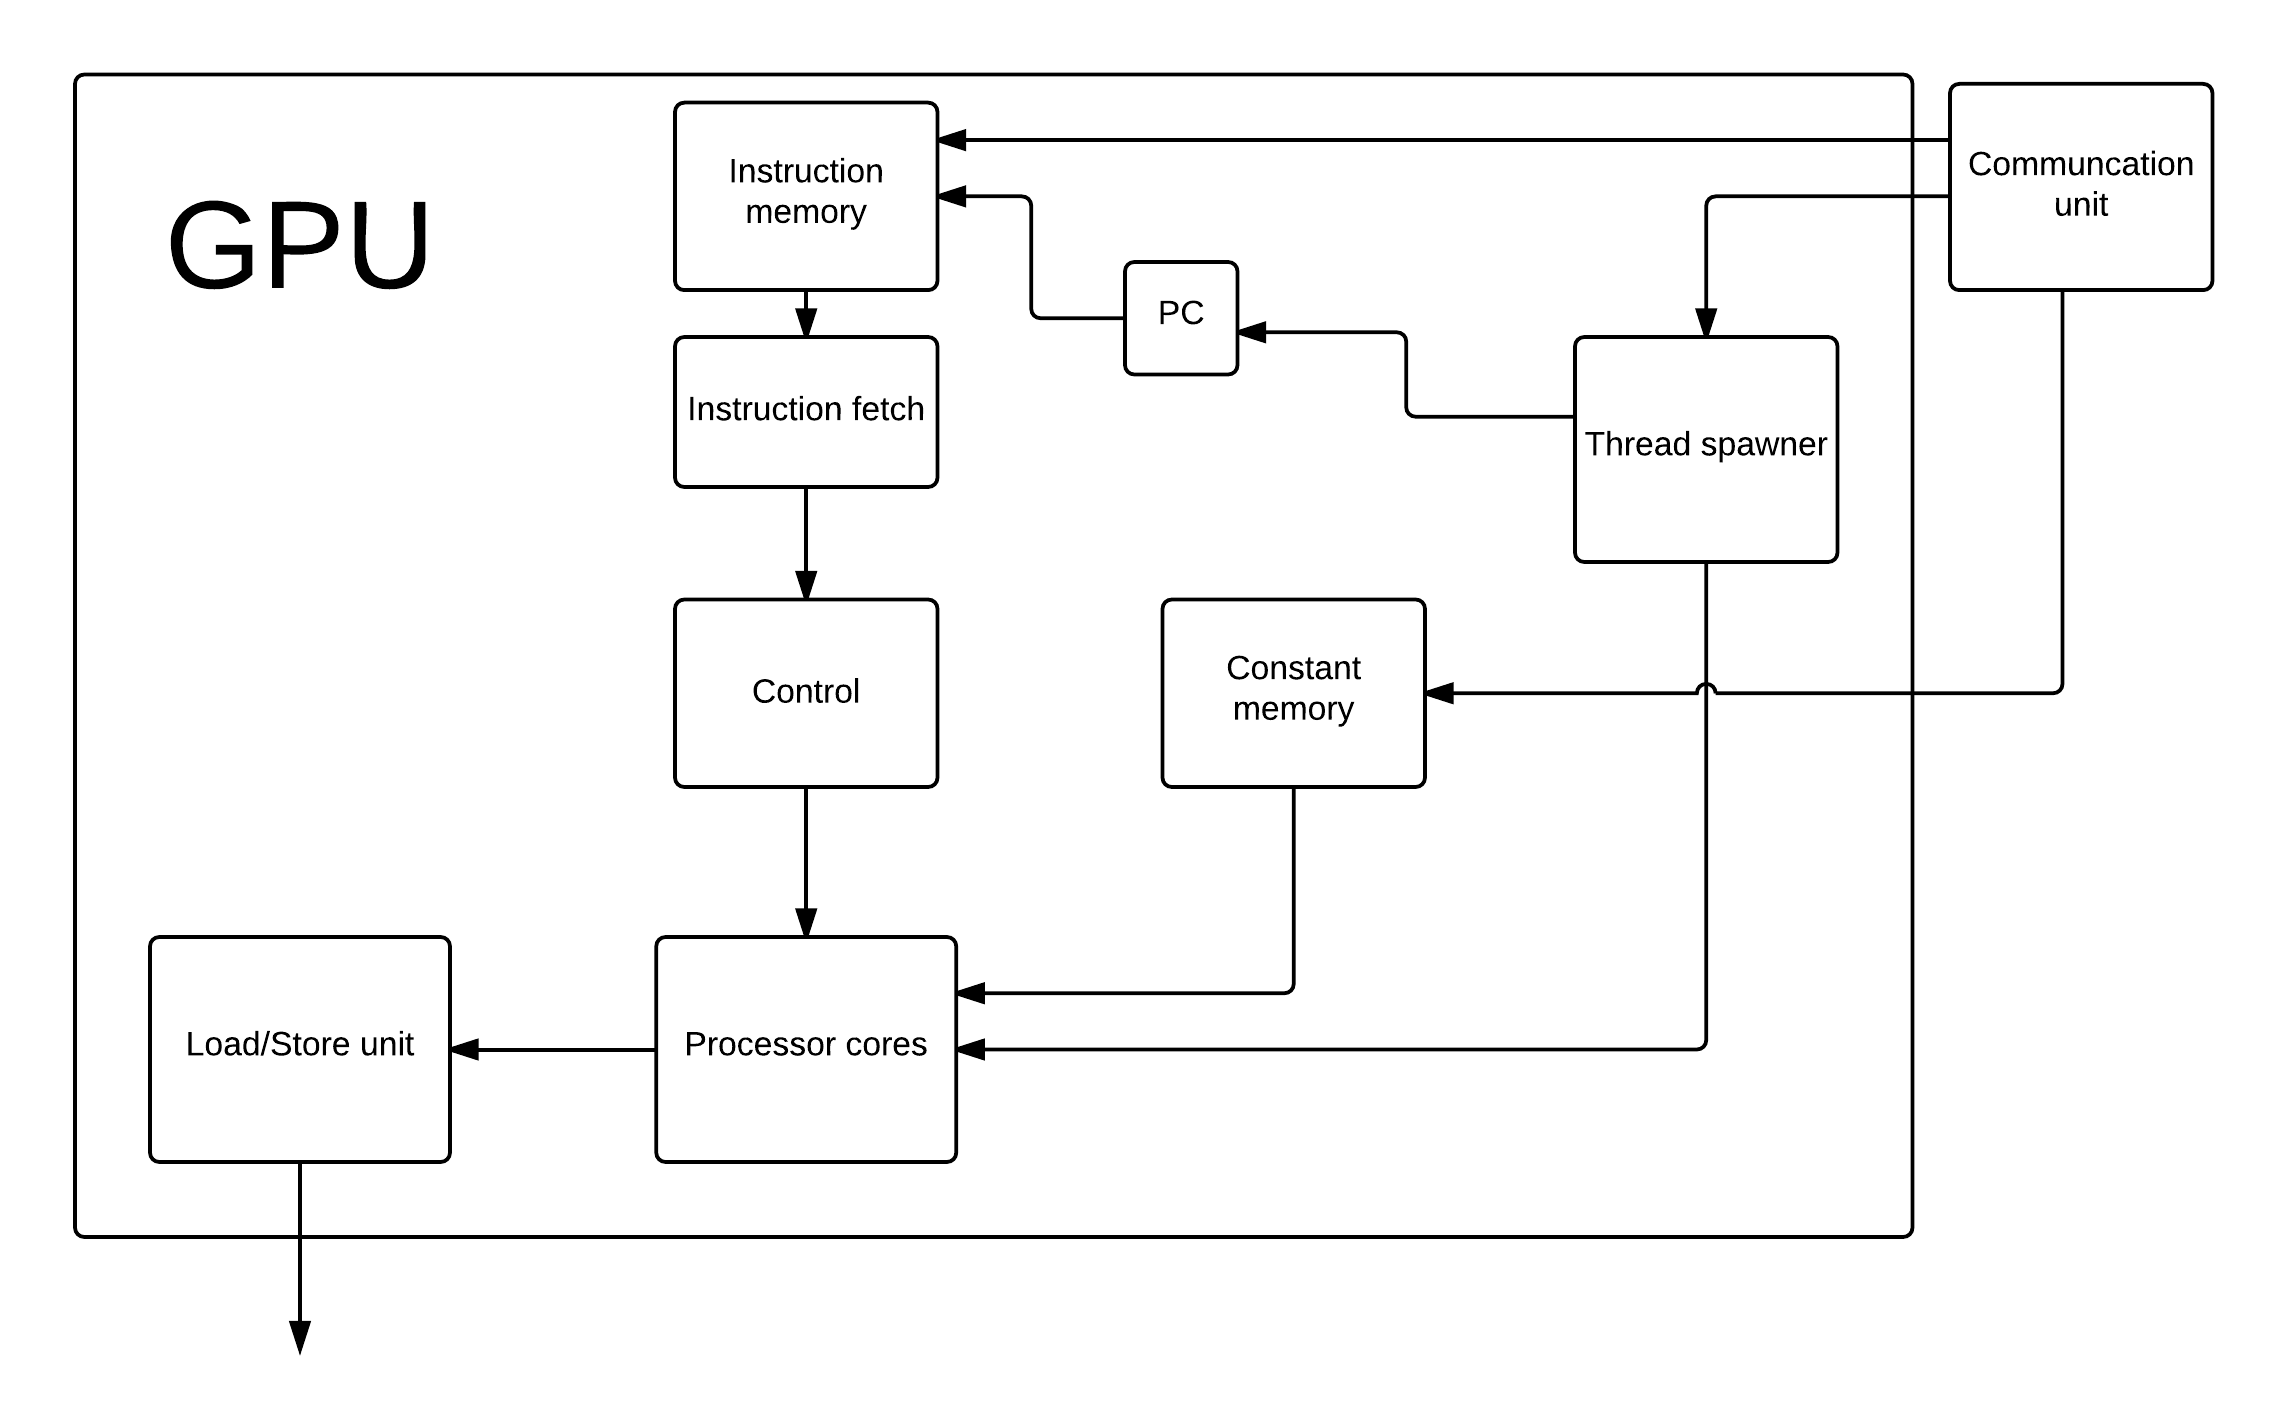 GPU
Instruction
memory
Communcation
unit
PC
Instruction fetch
Thread spawner
Control
Constant
memory
Load/Store unit
Processor cores